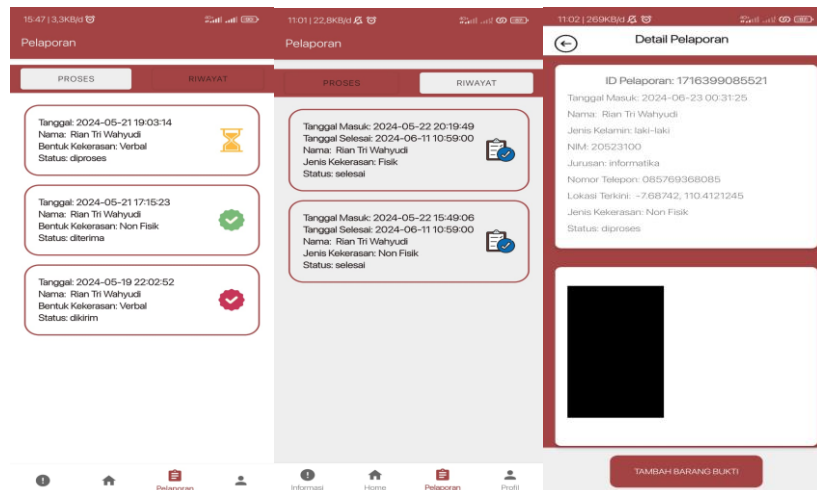 15:47 | 3,3KB/d
Pelaporan
PROSES
RIWAYAT
Tanggal: 2024-05-21 19:03:14
Nama: Rian Tri Wahyudi
Bentuk Kekerasan: Verbal
Status: diproses
Tanggal: 2024-05-21 17:15:23
Nama: Rian Tri Wahyudi
Bentuk Kekerasan: Non Fisik
Status: diterima
Tanggal: 2024-05-19 22:02:52
Nama: Rian Tri Wahyudi
Bentuk Kekerasan: Verbal
Status: dikirim
Pelaporan
11:01 | 22,8KB/d
Pelaporan
PROSES
RIWAYAT
Tanggal Masuk: 2024-05-22 20:19:49
Tanggal Selesai: 2024-06-11 10:59:00
Nama: Rian Tri Wahyudi
Jenis Kekerasan: Fisik
Status: selesai
Tanggal Masuk: 2024-05-22 15:49:06
Tanggal Selesai: 2024-06-11 10:59:00
Nama: Rian Tri Wahyudi
Jenis Kekerasan: Non Fisik
Status: selesai
Informasi
Home
Pelaporan
Profil
11:02 | 269KB/d
Detail Pelaporan
ID Pelaporan: 1716399085521
Tanggal Masuk: 2024-06-23 00:31:25
Nama: Rian Tri Wahyudi
Jenis Kelamin: laki-laki
NIM: 20523100
Jurusan: informatika
Nomor Telepon: 085769368085
Lokasi Terkini: -7.68742, 110.4121245
Jenis Kekerasan: Non Fisik
Status: diproses
TAMBAH BARANG BUKTI